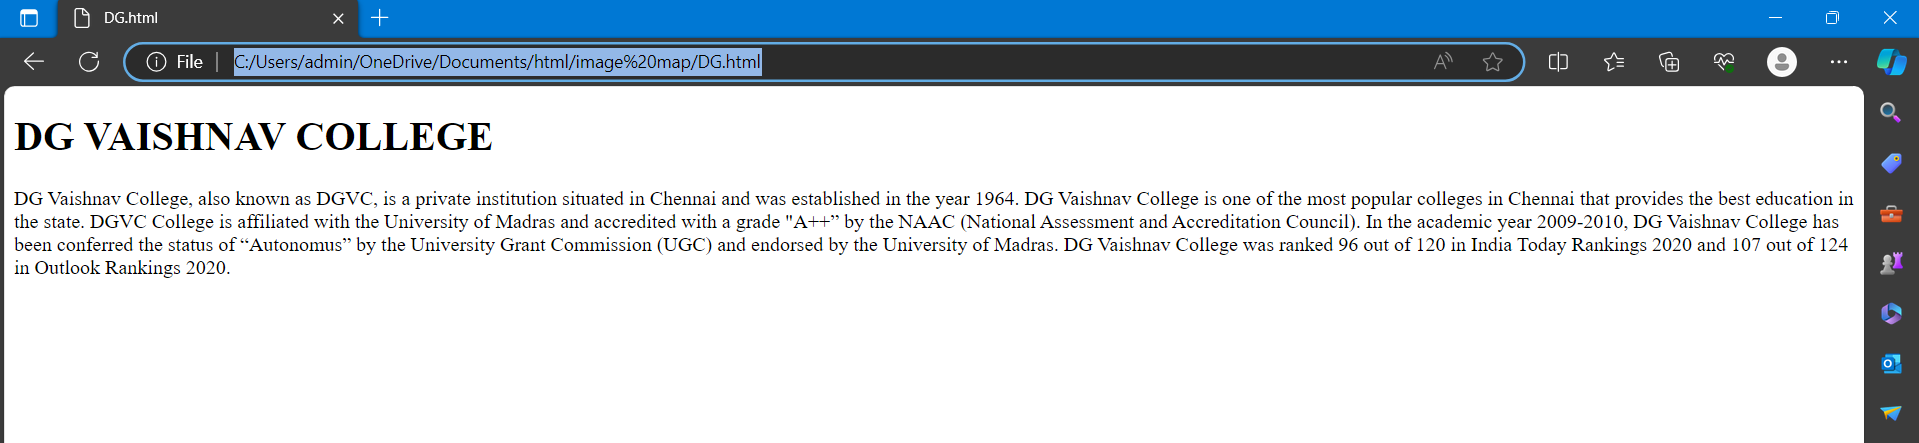 DG.html
File
C:/Users/admin/OneDrive/Documents/html/image%20map/DG.html
DG VAISHNAV COLLEGE
DG Vaishnav College, also known as DGVC, is a private institution situated in Chennai and was established in the year 1964. DG Vaishnav College is one of the most popular colleges in Chennai that provides the best education in
the state. DGVC College is affiliated with the University of Madras and accredited with a grade "A++” by the NAAC (National Assessment and Accreditation Council). In the academic year 2009-2010, DG Vaishnav College has
been conferred the status of “Autonomus” by the University Grant Commission (UGC) and endorsed by the University of Madras. DG Vaishnav College was ranked 96 out of 120 in India Today Rankings 2020 and 107 out of 124
in Outlook Rankings 2020.